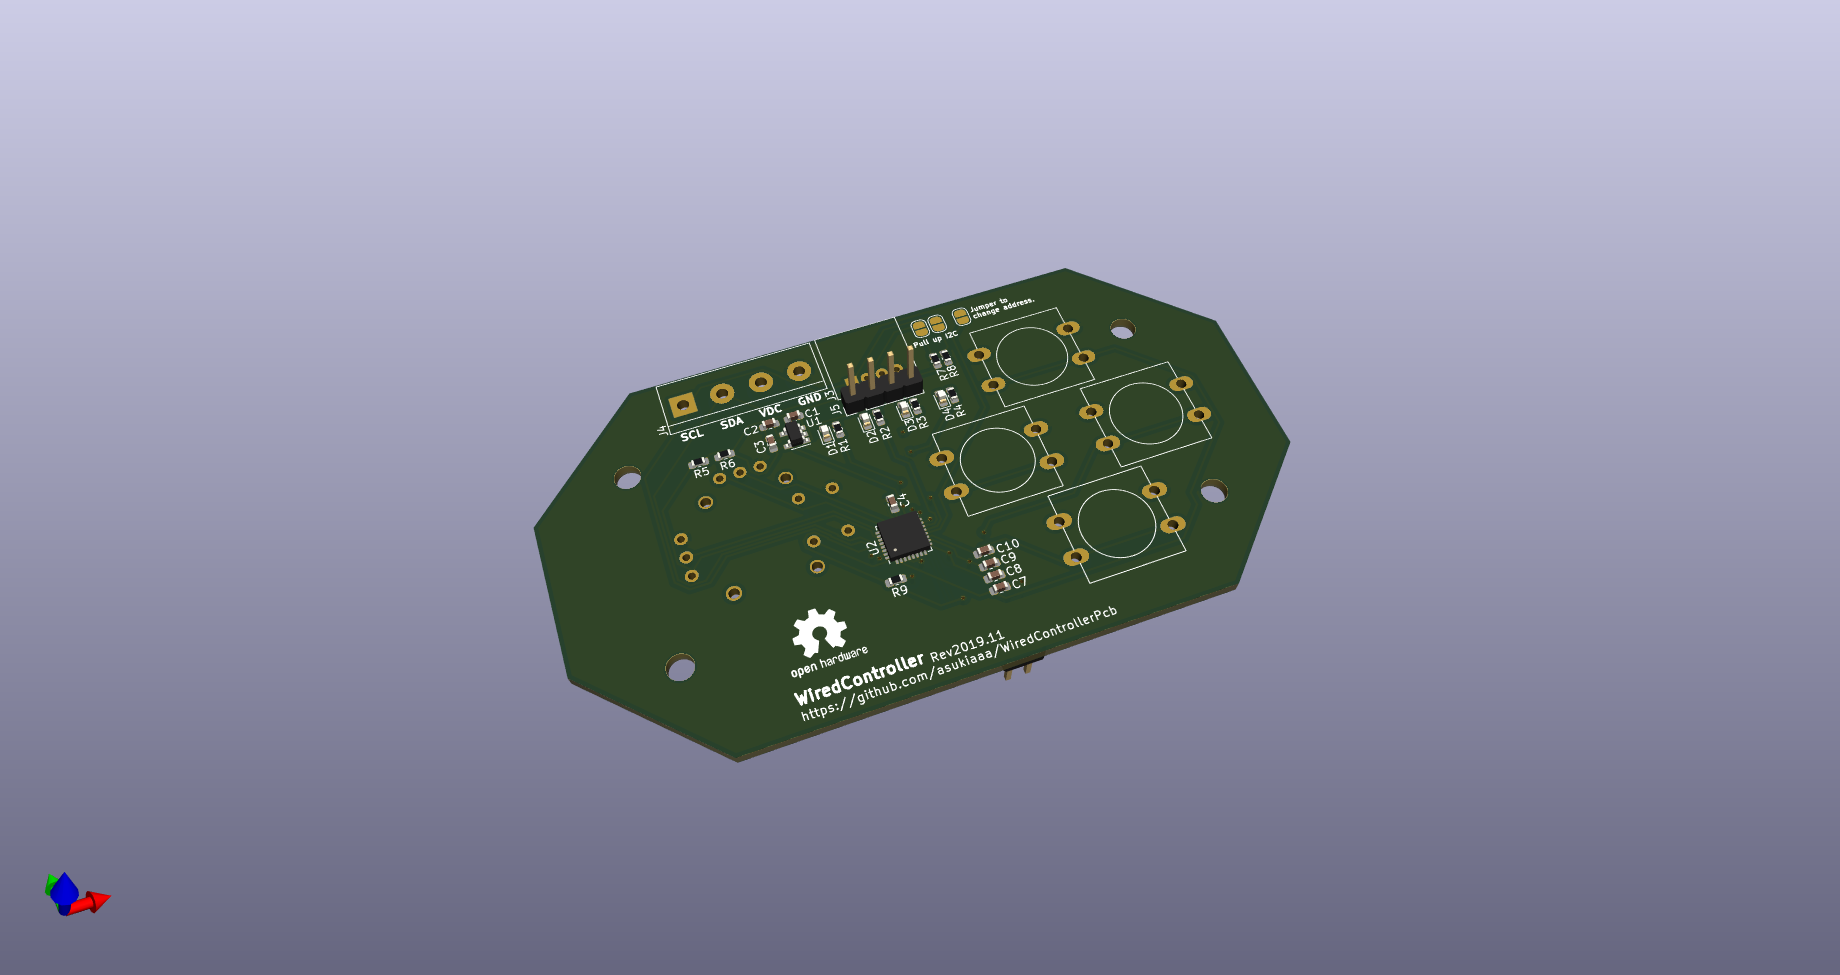 Jumper to
change address.
Pull up I2C
R7
R8
J4
SCL
SDA
VDC
GND
J5
J3
C1
C2
U1
C3
D1
R1
D2
R2
D3
R3
D4
R4
R5
R6
C4
U2
C10
C9
C8
C7
R9
open hardware
WiredController Rev2019.11
https://github.com/asukiaaa/WiredControllerPcb